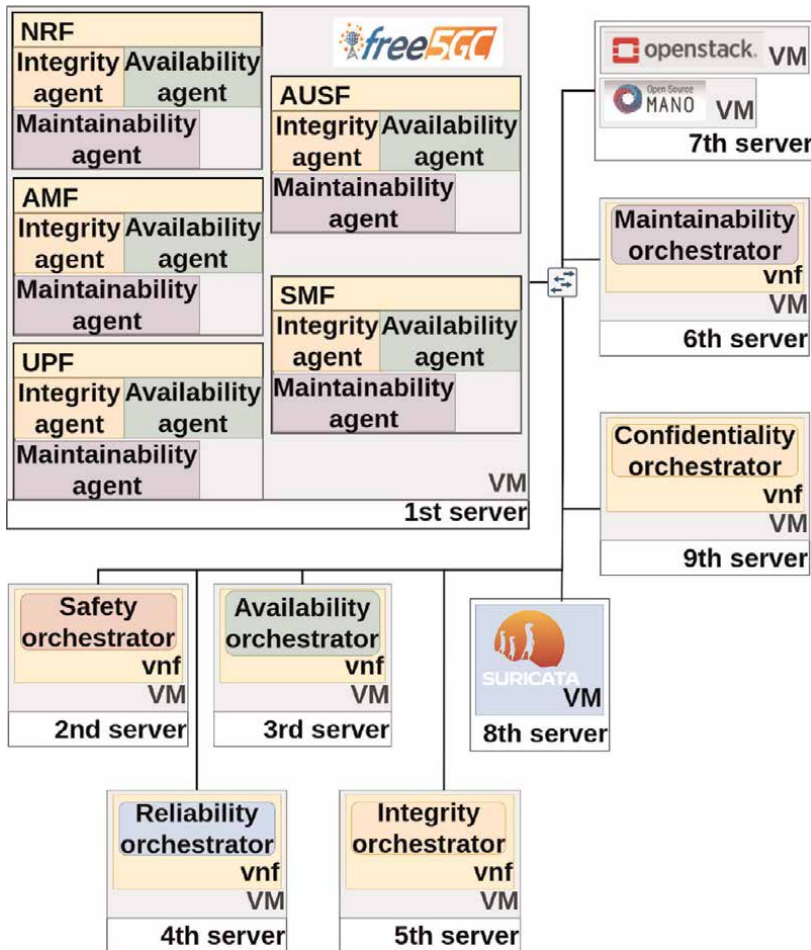 NRF
Integrity agent
Availability agent
Maintainability agent
free5GC
AUSF
Integrity agent
Availability agent
Maintainability agent
AMF
Integrity agent
Availability agent
Maintainability agent
SMF
Integrity agent
Availability agent
Maintainability agent
UPF
Integrity agent
Availability agent
Maintainability agent
VM
1st server
openstack. VM
Open Source
MANO VM
7th server
Maintainability
orchestrator
vnf
VM
6th server
Confidentiality
orchestrator
vnf
VM
9th server
Safety
orchestrator
vnf
VM
2nd server
Availability
orchestrator
vnf
VM
3rd server
SURICATA
VM
8th server
Reliability
orchestrator
vnf
VM
4th server
Integrity
orchestrator
vnf
VM
5th server